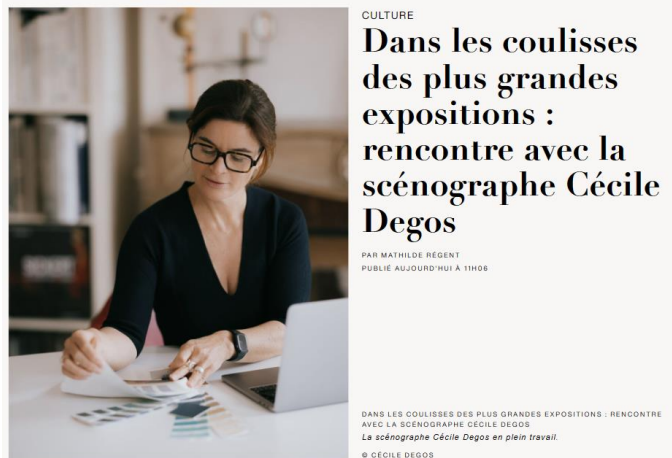 CULTURE
Dans les coulisses
des plus grandes
expositions :
rencontre avec la
scénographe Cécile
Degos
PAR MATHILDE RÉGENT
PUBLIÉ AUJOURD'HUI À 11H06
DANS LES COULISSES DES PLUS GRANDES EXPOSITIONS : RENCONTRE
AVEC LA SCÉNOGRAPHE CÉCILE DEGOS
La scénographe Cécile Degos en plein travail.
© CÉCILE DEGOS